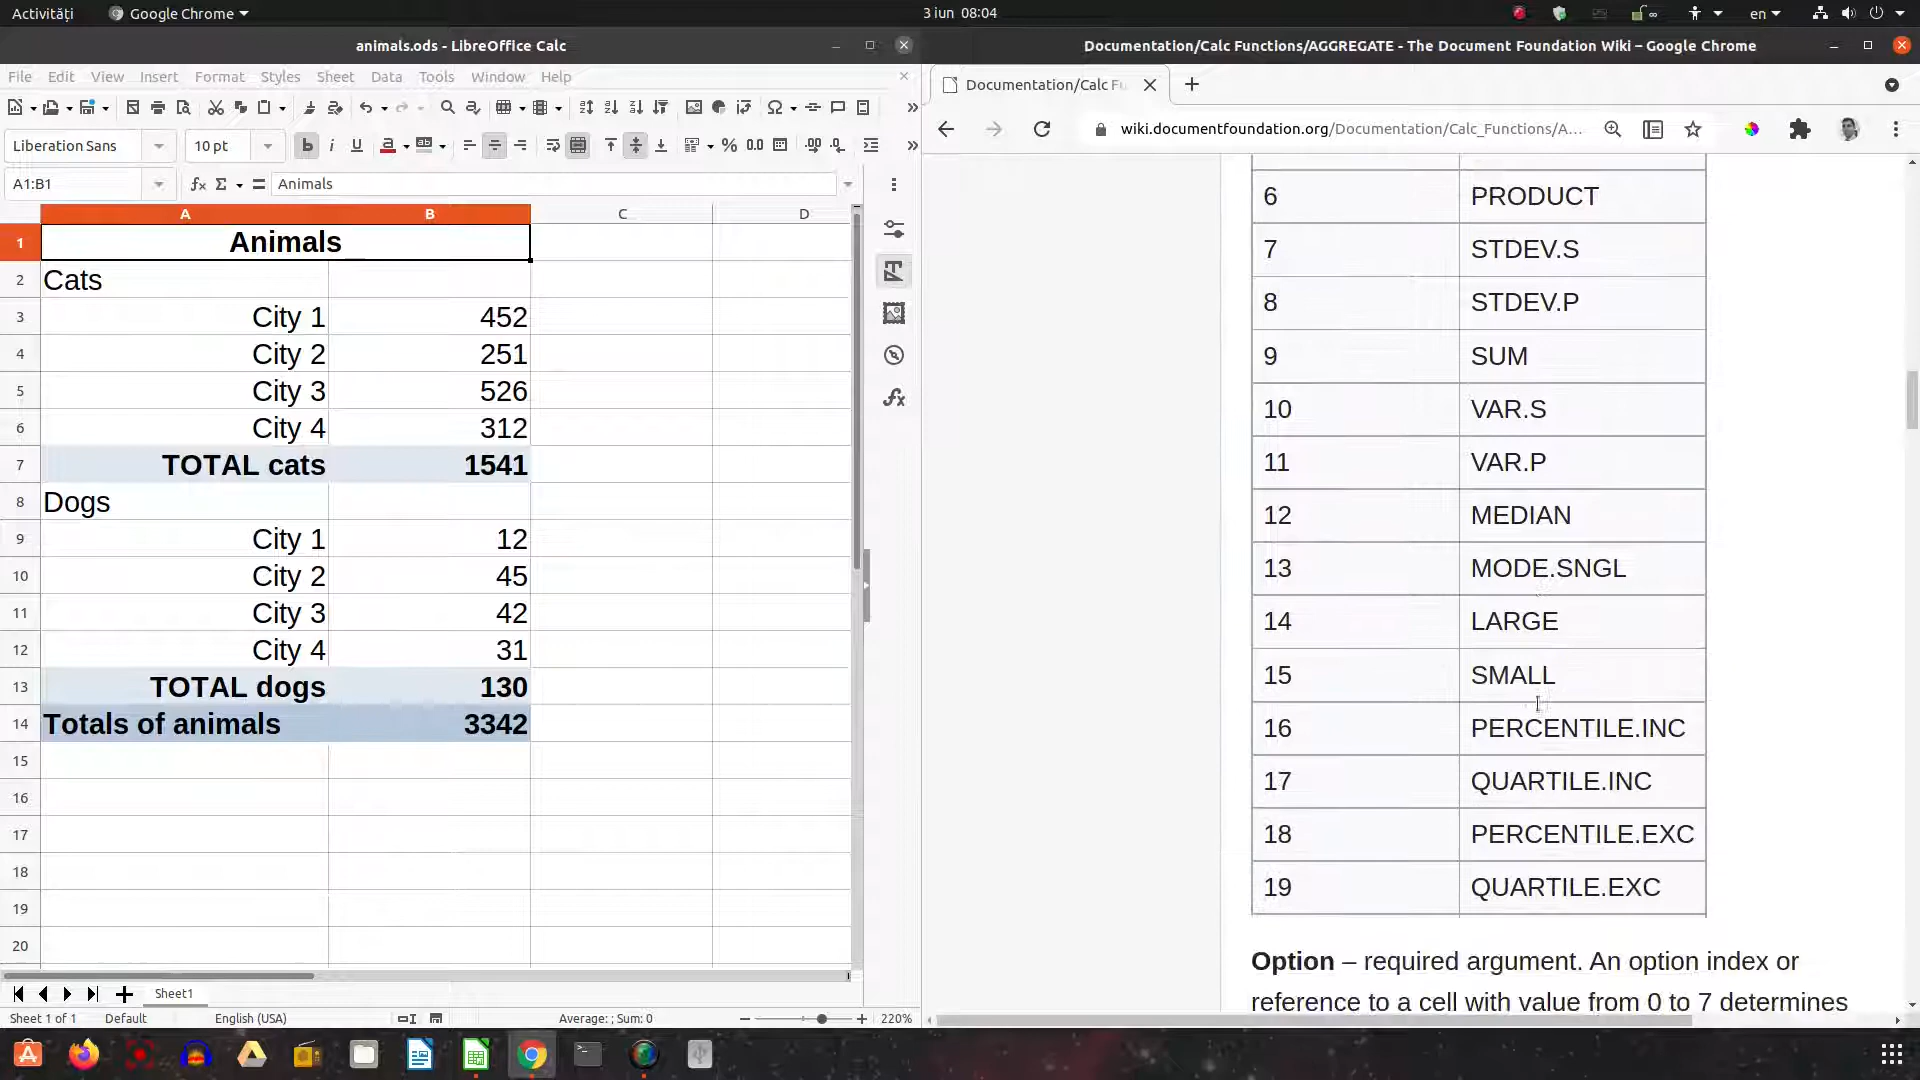 Activități
Google Chrome
3 iun 08:04
en
animals.ods - LibreOffice Calc
File Edit View Insert Format Styles Sheet Data Tools Window Help
Liberation Sans
10 pt
A1:B1
Animals
A B C D
1 Animals
2 Cats
3 City 1 452
4 City 2 251
5 City 3 526
6 City 4 312
7 TOTAL cats 1541
8 Dogs
9 City 1 12
10 City 2 45
11 City 3 42
12 City 4 31
13 TOTAL dogs 130
14 Totals of animals 3342
15
16
17
18
19
20
Sheet1
Sheet 1 of 1 Default English (USA) Average: ; Sum: 0 220%
Documentation/Calc Functions/AGGREGATE - The Document Foundation Wiki – Google Chrome
Documentation/Calc Fu
wiki.documentfoundation.org/Documentation/Calc_Functions/A...
6 PRODUCT
7 STDEV.S
8 STDEV.P
9 SUM
10 VAR.S
11 VAR.P
12 MEDIAN
13 MODE.SNGL
14 LARGE
15 SMALL
16 PERCENTILE.INC
17 QUARTILE.INC
18 PERCENTILE.EXC
19 QUARTILE.EXC
Option – required argument. An option index or
reference to a cell with value from 0 to 7 determines